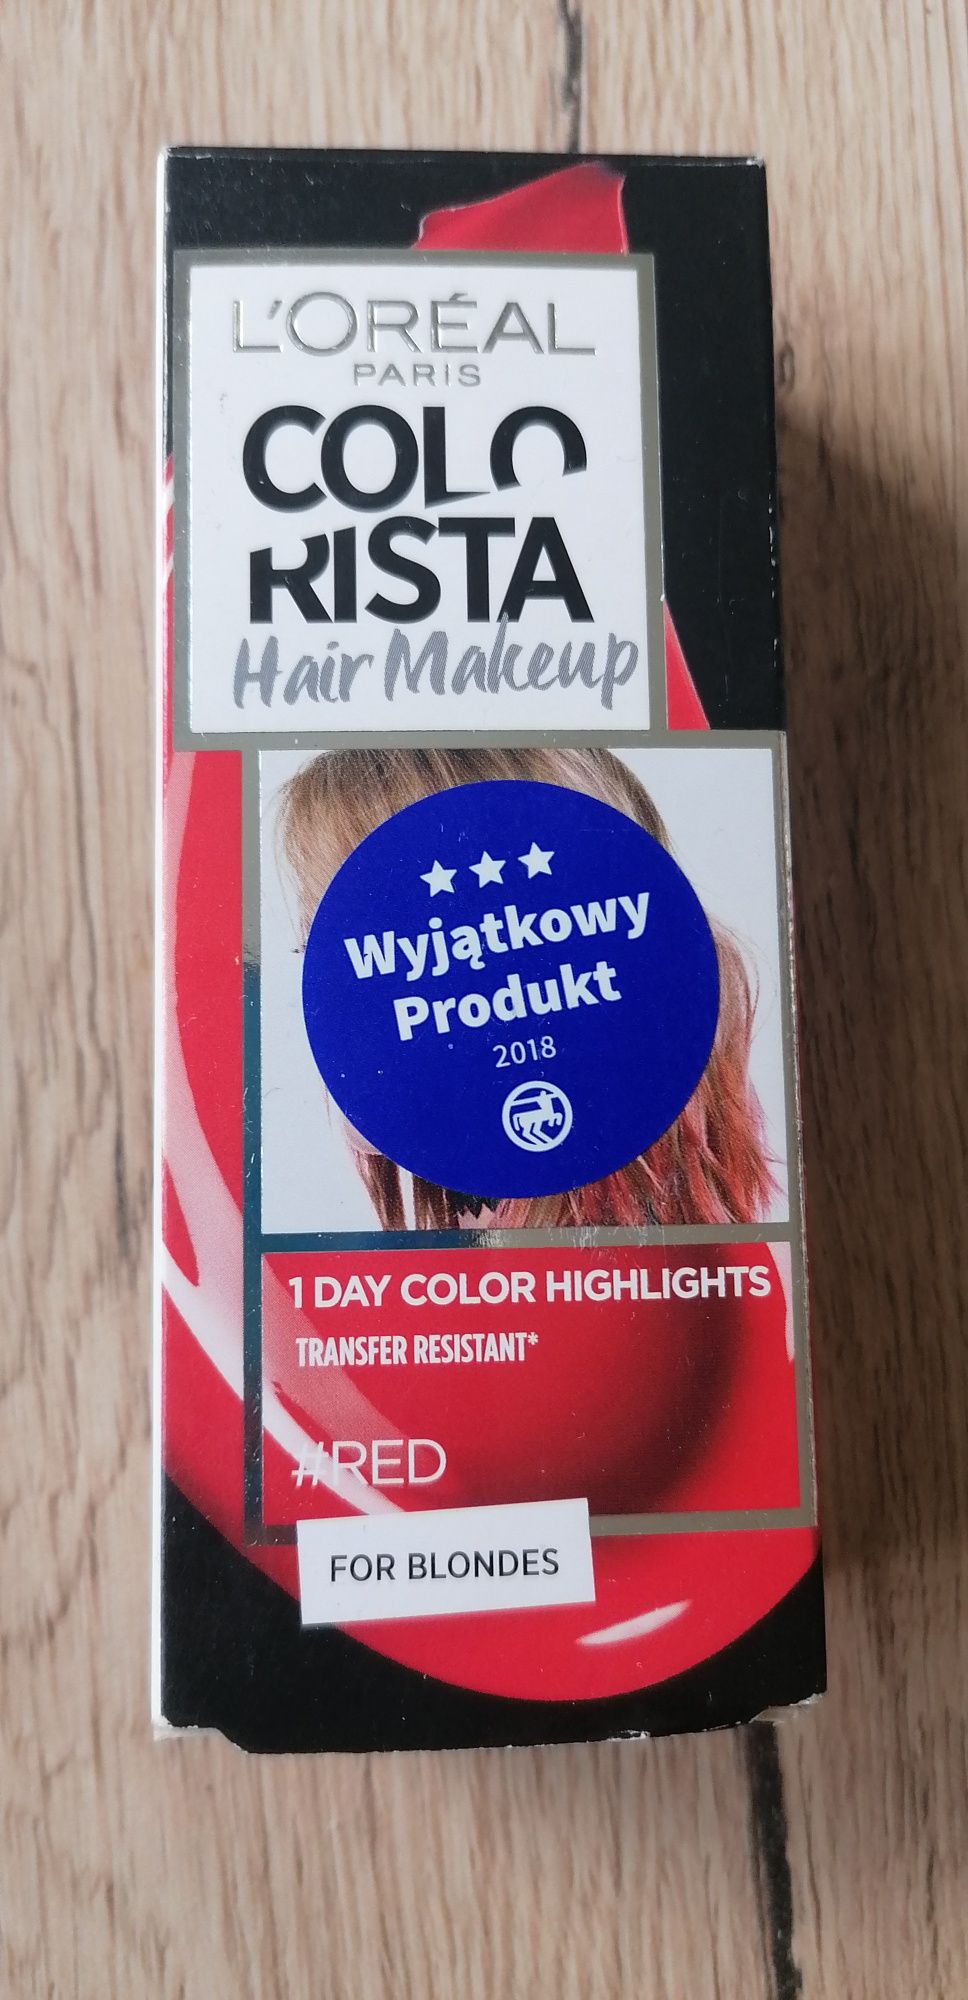 L'ORÉAL
PARIS
COLO
RISTA
Hair Makeup
Wyjątkowy
Produkt
2018
1 DAY COLOR HIGHLIGHTS
TRANSFER RESISTANT*
#RED
FOR BLONDES